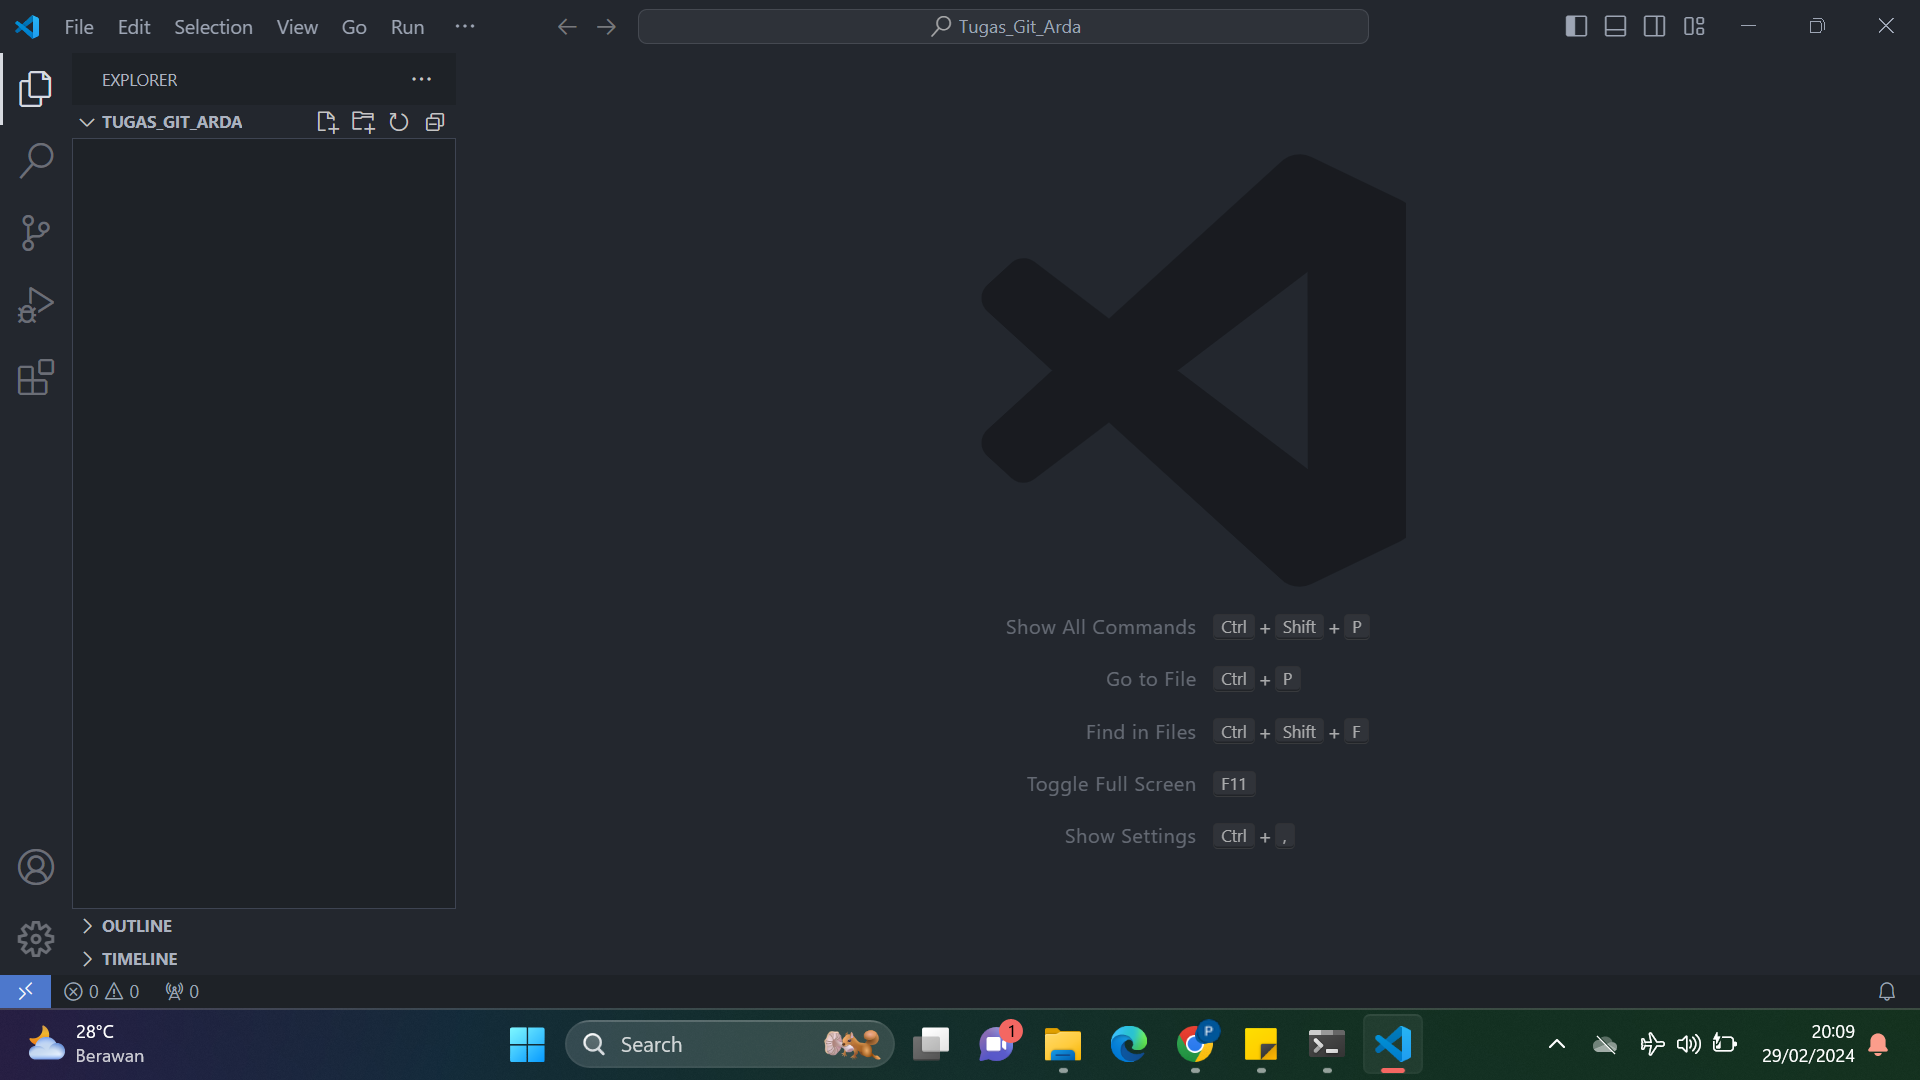 File Edit Selection View Go Run ···
Tugas_Git_Arda
EXPLORER
TUGAS_GIT_ARDA
Show All Commands Ctrl + Shift + P
Go to File Ctrl + P
Find in Files Ctrl + Shift + F
Toggle Full Screen F11
Show Settings Ctrl + ,
OUTLINE
TIMELINE
0 0 0
28°C
Berawan
Search
1
P
20:09
29/02/2024